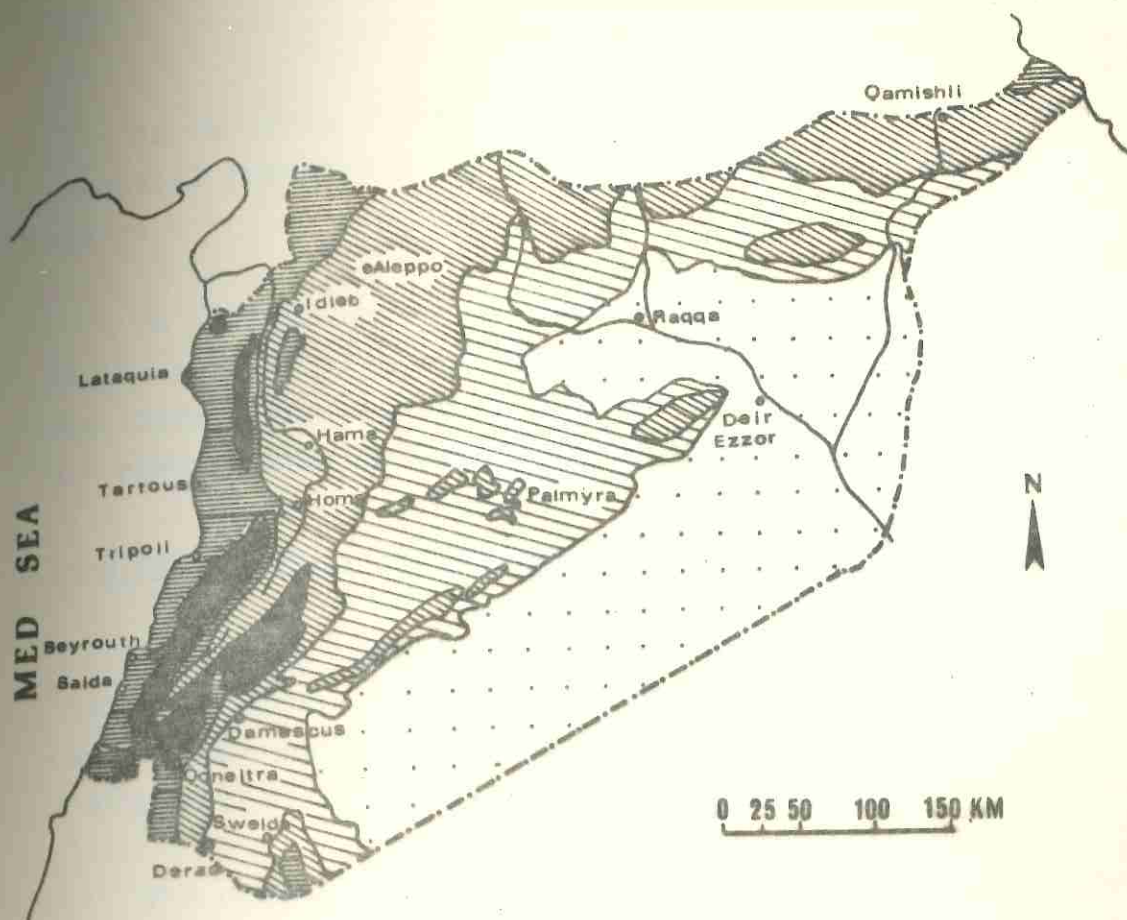 Qamishli
Aleppo
Idleb
Raqqa
Lataquia
Deir
Ezzor
Hama
Tartous
Homs
Palmyra
N
Tripoli
MED SEA
Beyrouth
Saida
Damascus
Qoneitra
0 25 50 100 150 KM
Sweida
Deraa